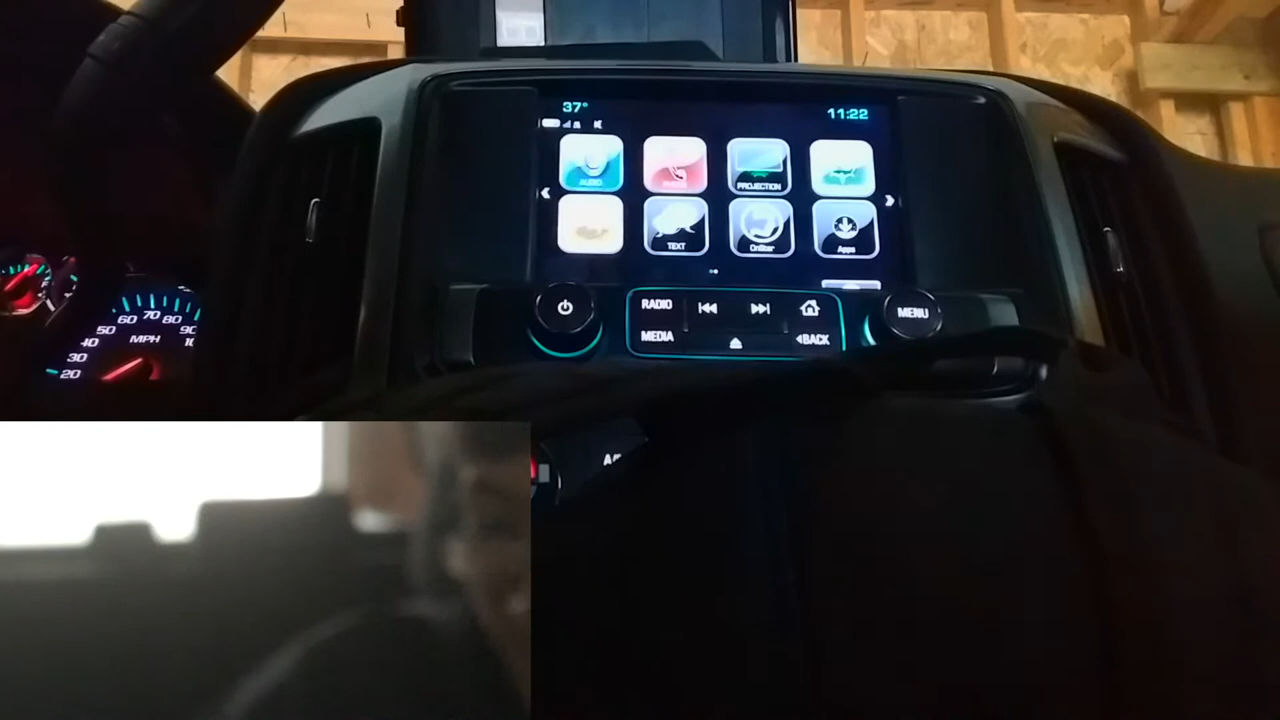 37° 11:22
AUDIO PHONE PROJECTION
TEXT OnStar Apps
RADIO
MEDIA BACK
MENU
50 60 70 80 90
40 MPH
30
20